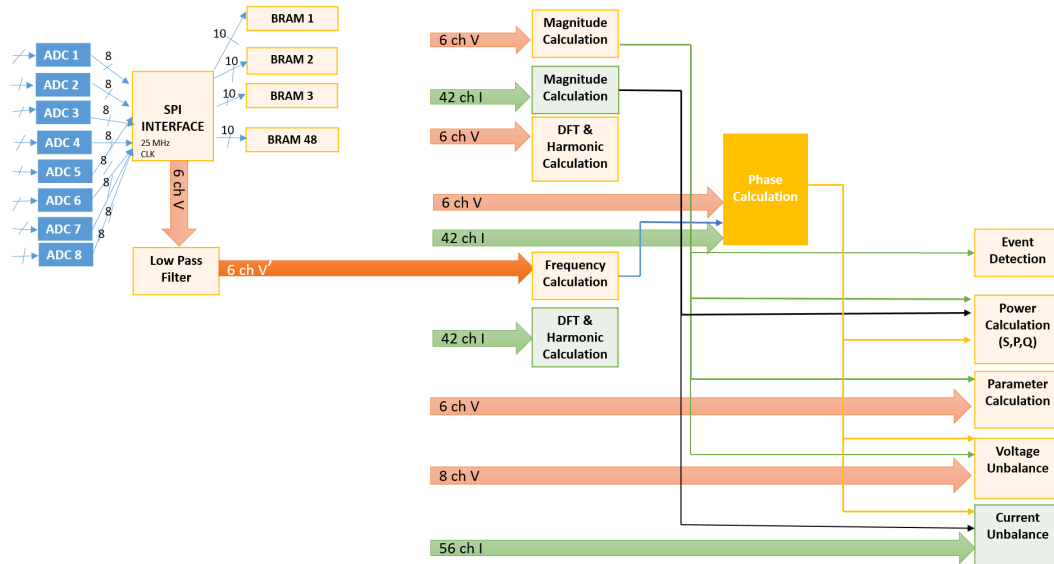 ADC 1
ADC 2
ADC 3
ADC 4
ADC 5
ADC 6
ADC 7
ADC 8
8
8
8
8
8
8
8
8
SPI
INTERFACE
25 MHz
CLK
10
10
10
10
BRAM 1
BRAM 2
BRAM 3
BRAM 48
6 ch V
Low Pass
Filter
6 ch V’
6 ch V
Magnitude
Calculation
42 ch I
Magnitude
Calculation
6 ch V
DFT &
Harmonic
Calculation
6 ch V
42 ch I
Phase
Calculation
Frequency
Calculation
42 ch I
DFT &
Harmonic
Calculation
Event
Detection
Power
Calculation
(S,P,Q)
6 ch V
Parameter
Calculation
8 ch V
Voltage
Unbalance
56 ch I
Current
Unbalance